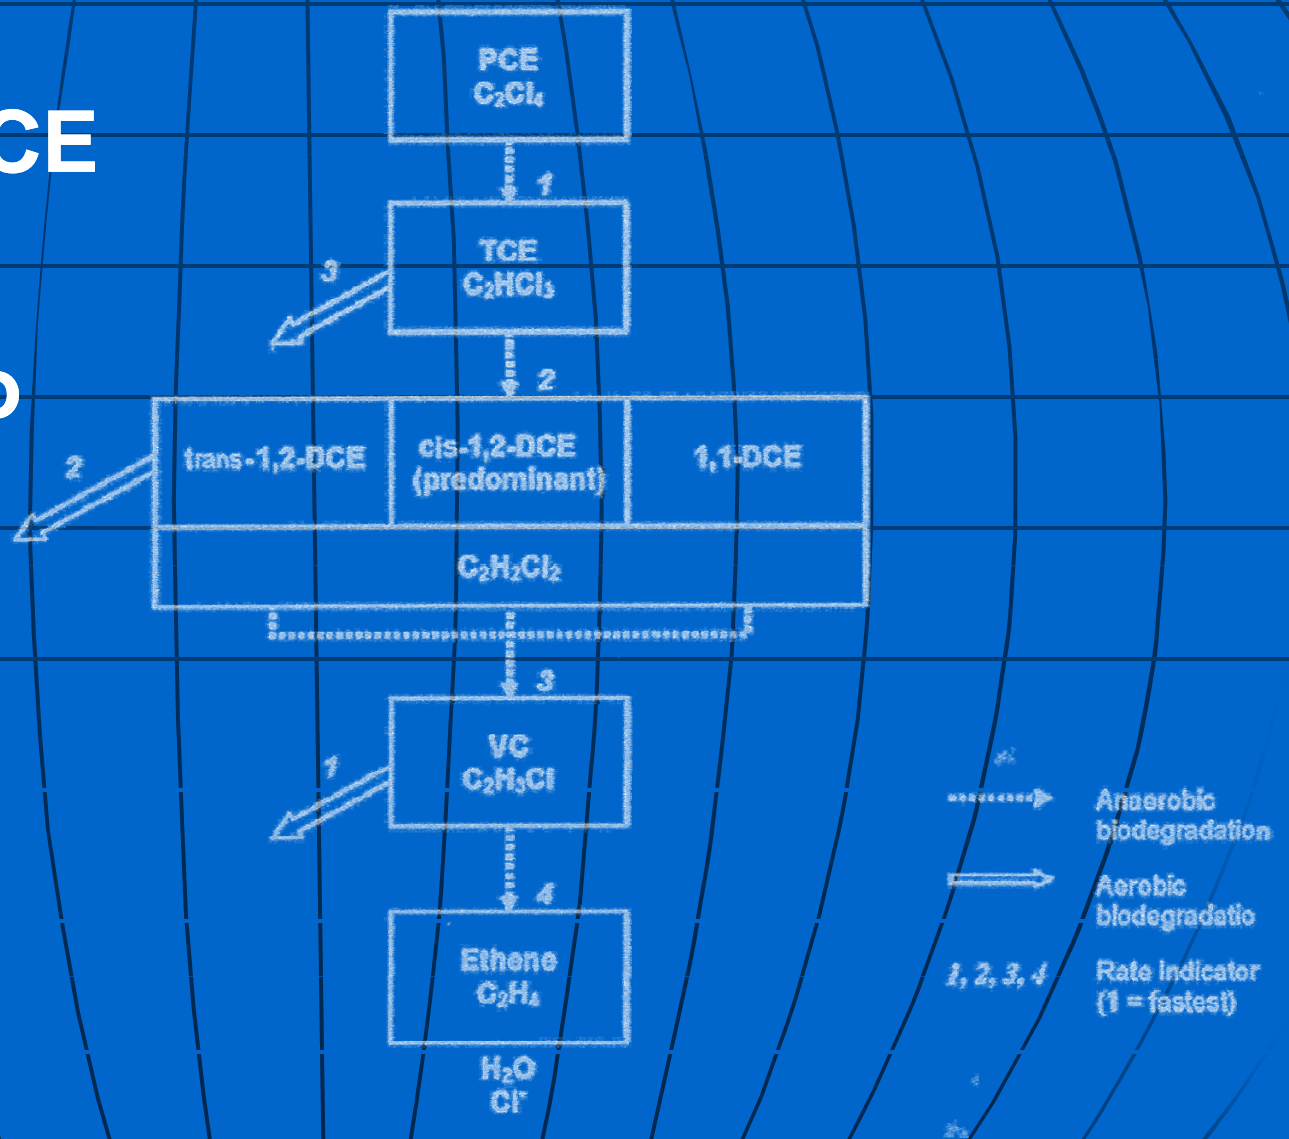 CE
PCE
C₂Cl₄
1
TCE
C₂HCl₃
3
2
trans-1,2-DCE
cis-1,2-DCE
(predominant)
1,1-DCE
2
C₂H₂Cl₂
3
VC
C₂H₃Cl
1
4
Ethene
C₂H₄
H₂O
Cl⁻
Anaerobic
biodegradation
Aerobic
biodegradatio
1, 2, 3, 4
Rate indicator
(1 = fastest)